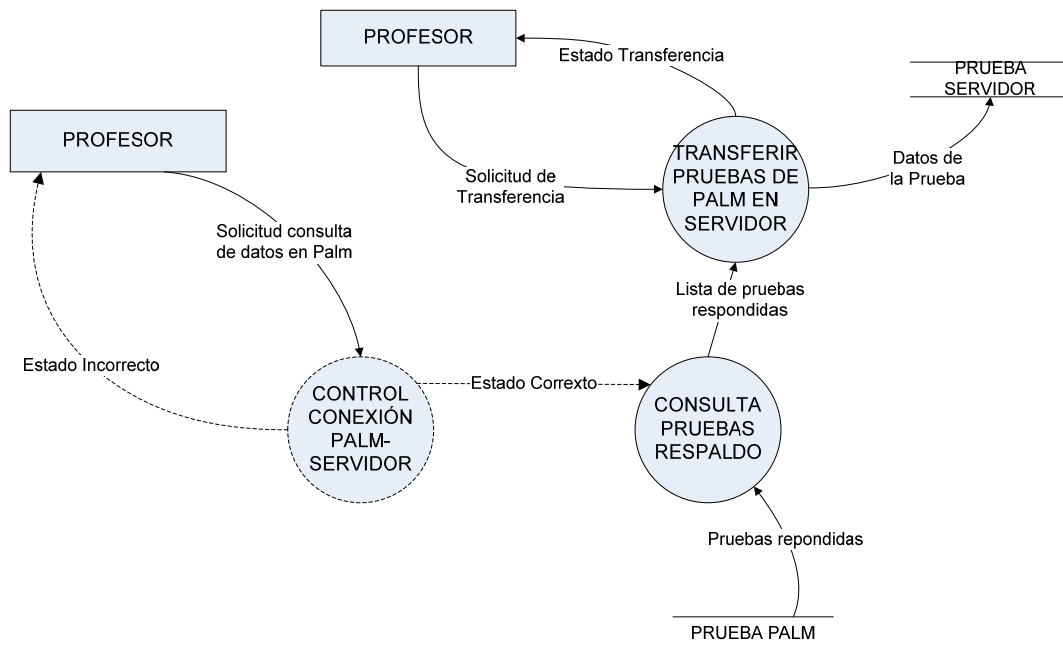 PROFESOR
Estado Transferencia
PRUEBA
SERVIDOR
PROFESOR
TRANSFERIR
PRUEBAS DE
PALM EN
SERVIDOR
Datos de
la Prueba
Solicitud de
Transferencia
Solicitud consulta
de datos en Palm
Lista de pruebas
respondidas
Estado Incorrecto
CONTROL
CONEXIÓN
PALM-
SERVIDOR
Estado Correxto
CONSULTA
PRUEBAS
RESPALDO
Pruebas repondidas
PRUEBA PALM